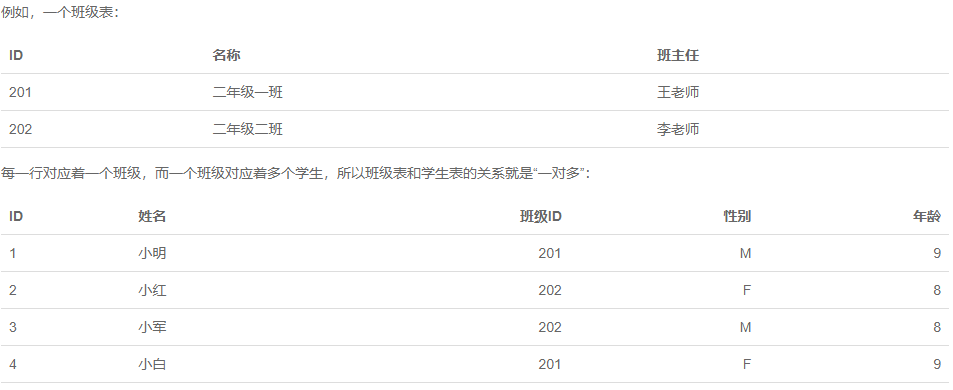 例如，一个班级表：
ID 名称 班主任
201 二年级一班 王老师
202 二年级二班 李老师
每一行对应着一个班级，而一个班级对应着多个学生，所以班级表和学生表的关系就是“一对多”：
ID 姓名 班级ID 性别 年龄
1 小明 201 M 9
2 小红 202 F 8
3 小军 202 M 8
4 小白 201 F 9